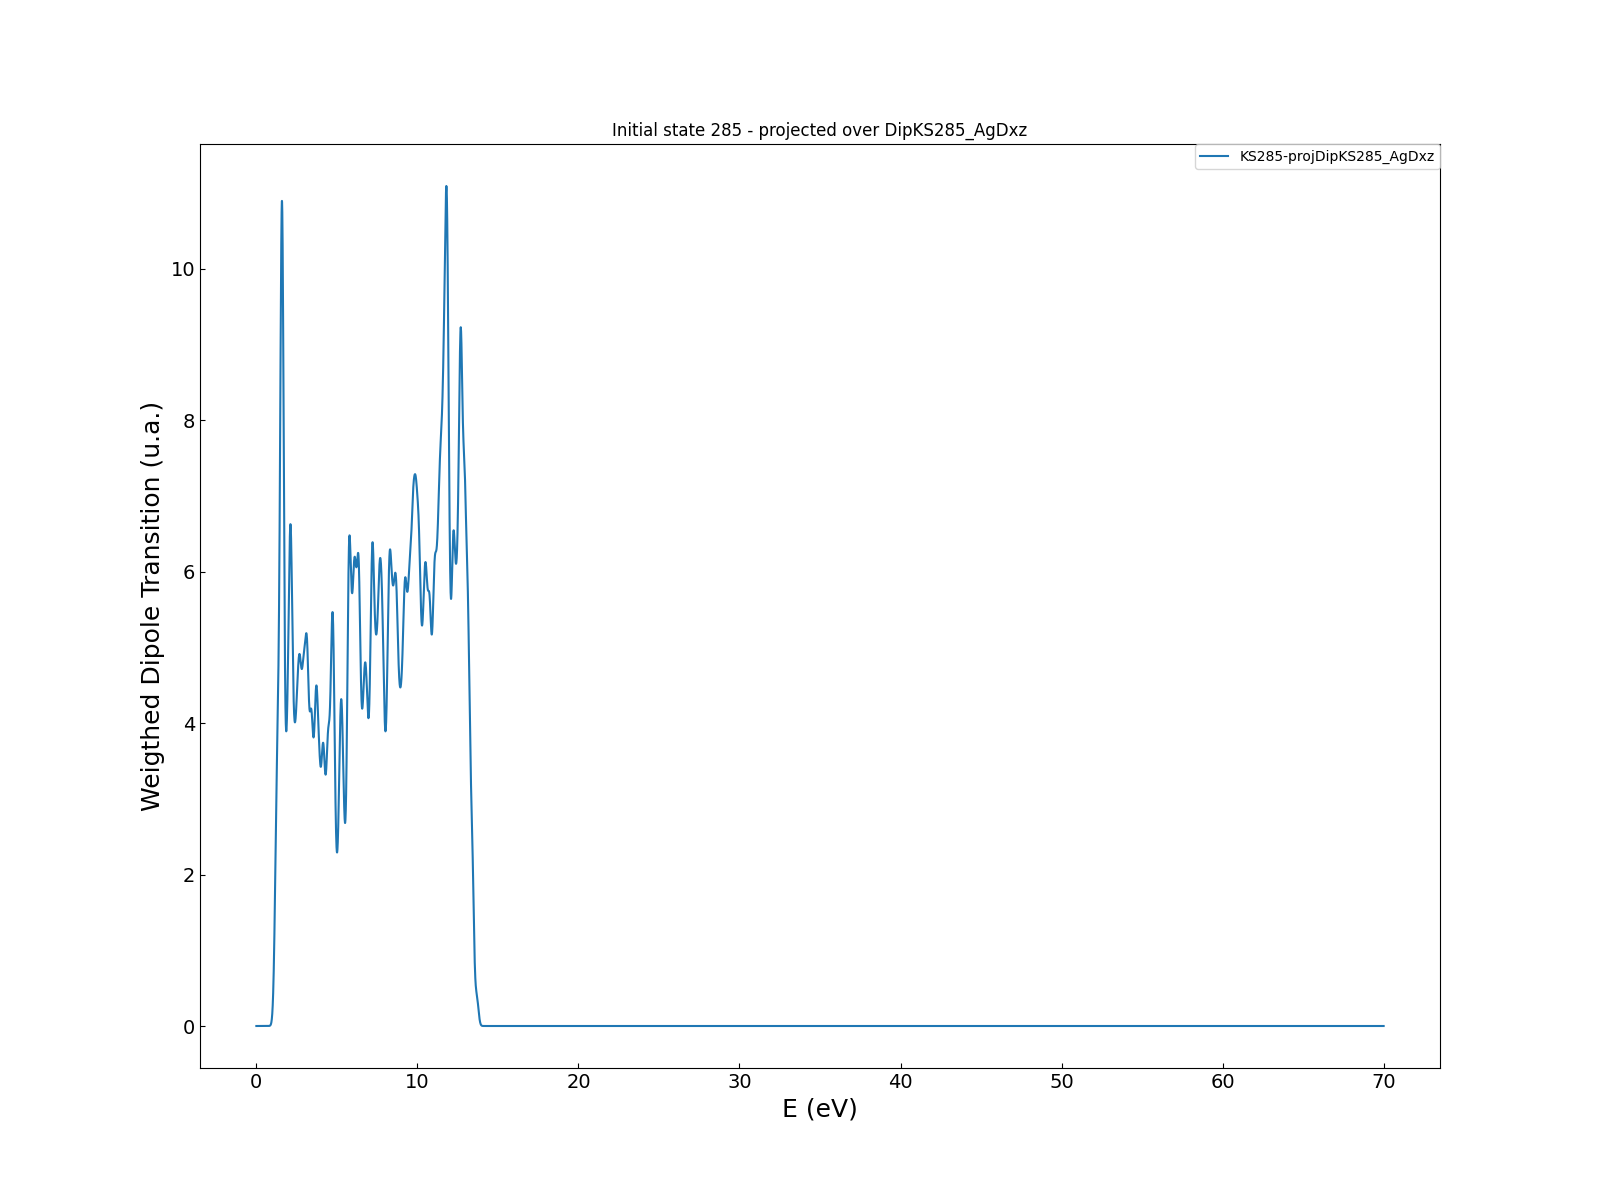 Initial state 285 - projected over DipKS285_AgDxz
KS285-projDipKS285_AgDxz
Weigthed Dipole Transition (u.a.)
10
8
6
4
2
0
0 10 20 30 40 50 60 70
E (eV)